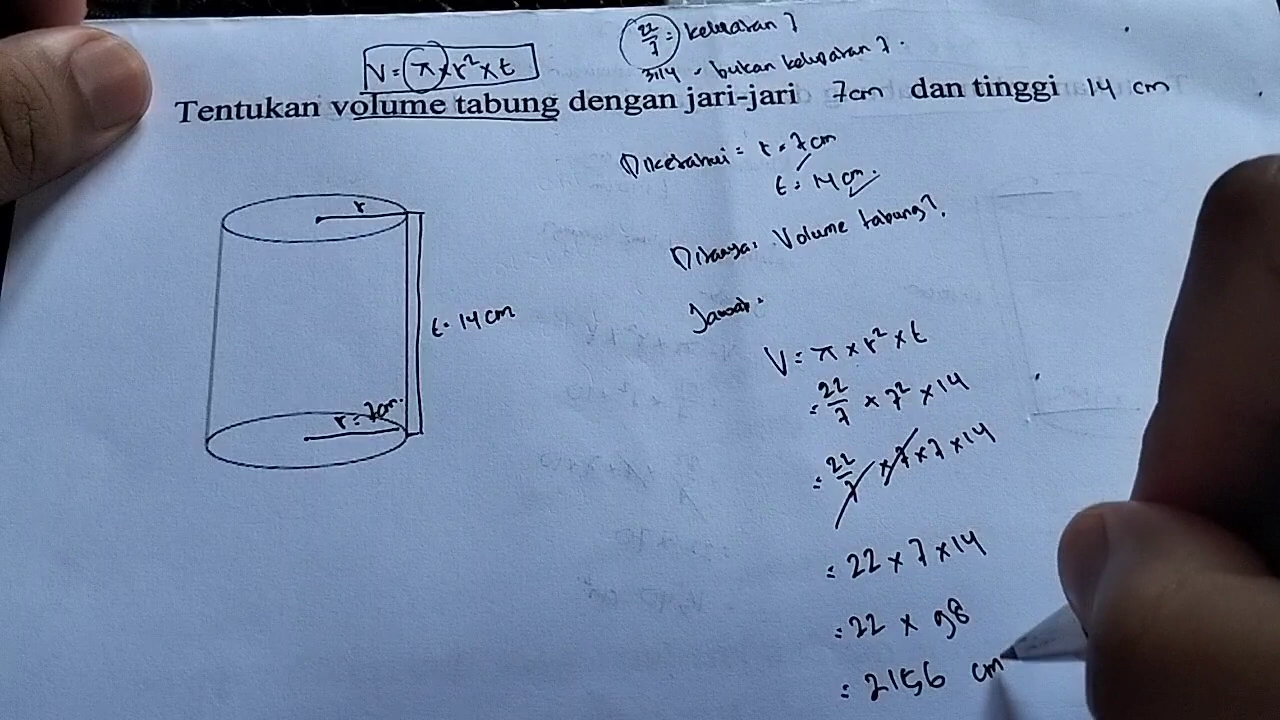 22/7 = kelipatan 7
3,14 = bukan kelipatan 7.
V = π x r² x t
Tentukan volume tabung dengan jari-jari 7cm dan tinggi 14 cm
Diketahui = r = 7cm
t = 14 cm.
Ditanya = Volume tabung?.
Jawab.
r
t = 14 cm
r = 7cm.
V = π x r² x t
= 22/7 x 7² x 14
= 22/7 x 7 x 7 x 14
= 22 x 7 x 14
= 22 x 98
= 2156 cm